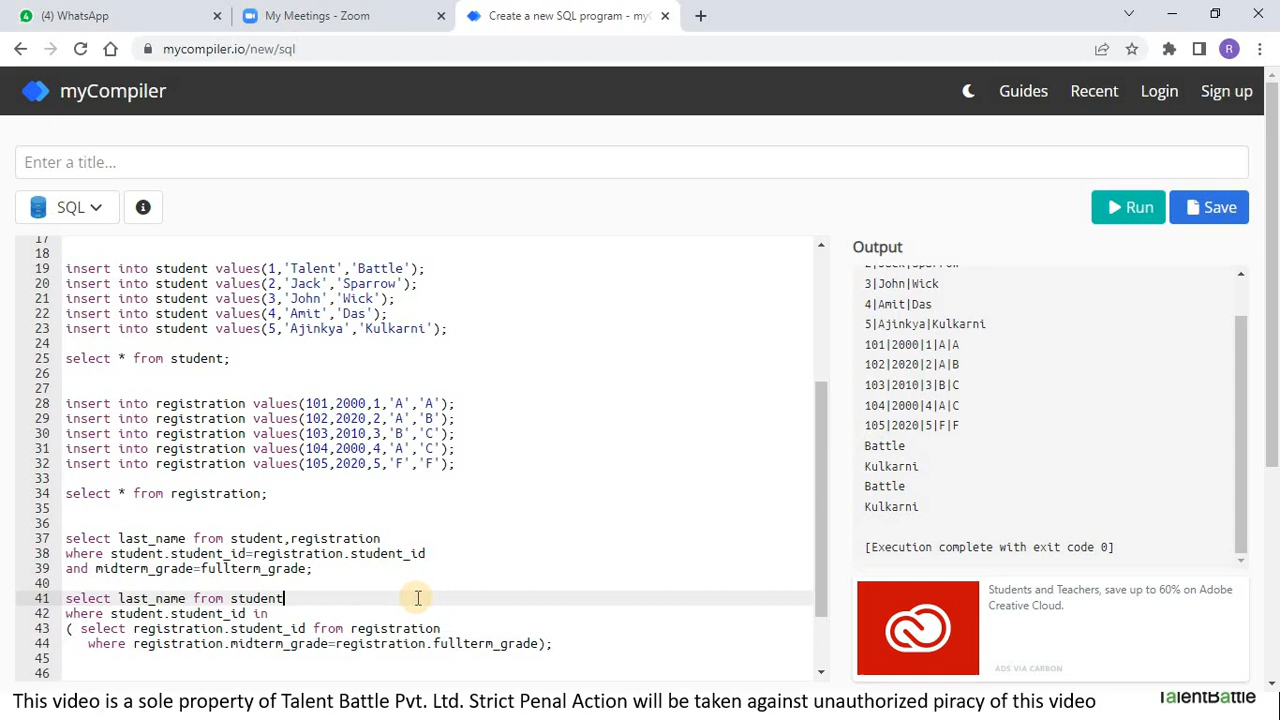 (4) WhatsApp
My Meetings - Zoom
Create a new SQL program - myC
mycompiler.io/new/sql
R
myCompiler
Guides
Recent
Login
Sign up
Enter a title...
SQL
Run
Save
17
18
19 insert into student values(1,'Talent','Battle');
20 insert into student values(2,'Jack','Sparrow');
21 insert into student values(3,'John','Wick');
22 insert into student values(4,'Amit','Das');
23 insert into student values(5,'Ajinkya','Kulkarni');
24
25 select * from student;
26
27
28 insert into registration values(101,2000,1,'A','A');
29 insert into registration values(102,2020,2,'A','B');
30 insert into registration values(103,2010,3,'B','C');
31 insert into registration values(104,2000,4,'A','C');
32 insert into registration values(105,2020,5,'F','F');
33
34 select * from registration;
35
36
37 select last_name from student,registration
38 where student.student_id=registration.student_id
39 and midterm_grade=fullterm_grade;
40
41 select last_name from student
42 where student.student_id in
43 ( select registration.student_id from registration
44 where registration.midterm_grade=registration.fullterm_grade);
45
46
Output
2|Jack|Sparrow
3|John|Wick
4|Amit|Das
5|Ajinkya|Kulkarni
101|2000|1|A|A
102|2020|2|A|B
103|2010|3|B|C
104|2000|4|A|C
105|2020|5|F|F
Battle
Kulkarni
Battle
Kulkarni
[Execution complete with exit code 0]
Students and Teachers, save up to 60% on Adobe
Creative Cloud.
ADS VIA CARBON
This video is a sole property of Talent Battle Pvt. Ltd. Strict Penal Action will be taken against unauthorized piracy of this video
TalentBattle